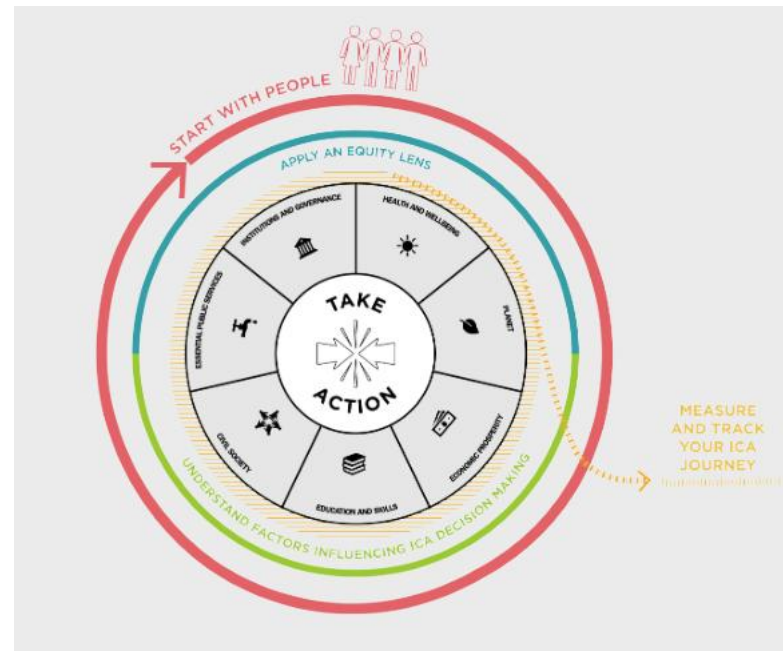 START WITH PEOPLE
APPLY AN EQUITY LENS
INSTITUTIONS AND GOVERNANCE
HEALTH AND WELLBEING
ESSENTIAL PUBLIC SERVICES
PLANET
TAKE
ACTION
CIVIL SOCIETY
ECONOMIC PROSPERITY
EDUCATION AND SKILLS
UNDERSTAND FACTORS INFLUENCING ICA DECISION MAKING
MEASURE
AND TRACK
YOUR ICA
JOURNEY